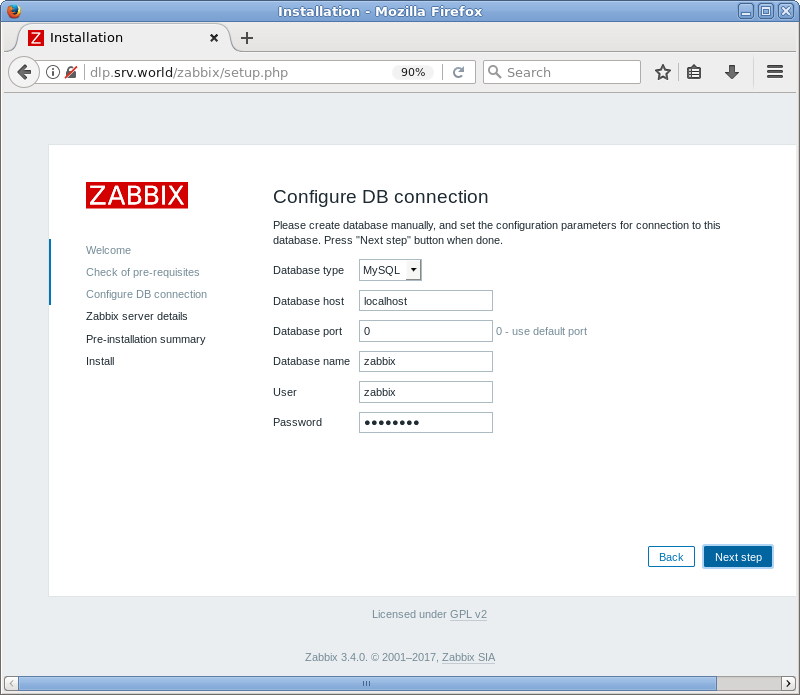 Installation - Mozilla Firefox
Installation
dlp.srv.world/zabbix/setup.php
90%
Search
ZABBIX
Welcome
Check of pre-requisites
Configure DB connection
Zabbix server details
Pre-installation summary
Install
Configure DB connection
Please create database manually, and set the configuration parameters for connection to this
database. Press "Next step" button when done.
Database type MySQL
Database host localhost
Database port 0 0 - use default port
Database name zabbix
User zabbix
Password ●●●●●●●●
Back Next step
Licensed under GPL v2
Zabbix 3.4.0. © 2001–2017, Zabbix SIA